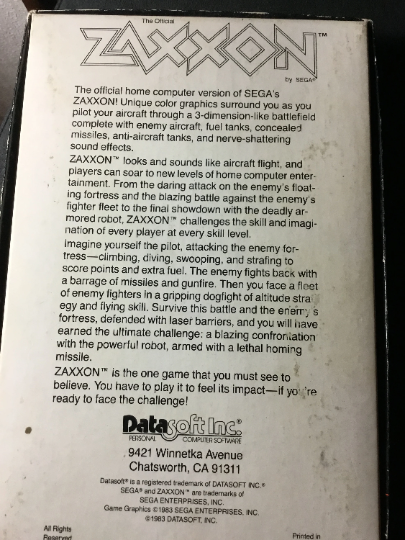 The Official
ZAXXON™
by SEGA®
The official home computer version of SEGA's
ZAXXON! Unique color graphics surround you as you
pilot your aircraft through a 3-dimension-like battlefield
complete with enemy aircraft, fuel tanks, concealed
missiles, anti-aircraft tanks, and nerve-shattering
sound effects.
ZAXXON™ looks and sounds like aircraft flight, and
players can soar to new levels of home computer enter-
tainment. From the daring attack on the enemy's float-
ing fortress and the blazing battle against the enemy's
fighter fleet to the final showdown with the deadly ar-
mored robot, ZAXXON™ challenges the skill and imagi-
nation of every player at every skill level.
Imagine yourself the pilot, attacking the enemy for-
tress—climbing, diving, swooping, and strafing to
score points and extra fuel. The enemy fights back with
a barrage of missiles and gunfire. Then you face a fleet
of enemy fighters in a gripping dogfight of altitude strat
egy and flying skill. Survive this battle and the enemy's
fortress, defended with laser barriers, and you will have
earned the ultimate challenge: a blazing confrontation
with the powerful robot, armed with a lethal homing
missile.
ZAXXON™ is the one game that you must see to
believe. You have to play it to feel its impact—if you're
ready to face the challenge!
Datasoft Inc.®
PERSONAL COMPUTER SOFTWARE
9421 Winnetka Avenue
Chatsworth, CA 91311
Datasoft® is a registered trademark of DATASOFT INC.®
SEGA® and ZAXXON™ are trademarks of
SEGA ENTERPRISES, INC.
Game Graphics ©1983 SEGA ENTERPRISES, INC.
©1983 DATASOFT, INC.
All Rights
Reserved
Printed in